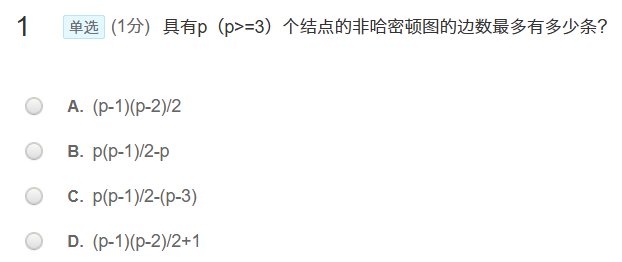 1 单选 (1分) 具有p（p>=3）个结点的非哈密顿图的边数最多有多少条?
A. (p-1)(p-2)/2
B. p(p-1)/2-p
C. p(p-1)/2-(p-3)
D. (p-1)(p-2)/2+1